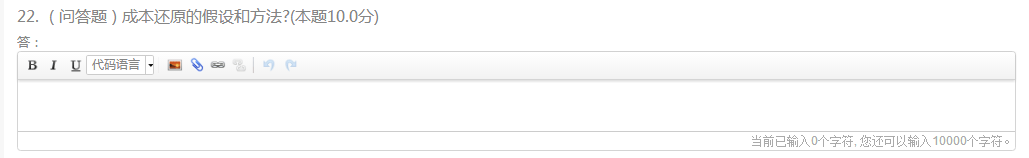 22. ( 问答题 ) 成本还原的假设和方法?(本题10.0分)
答：
B I U 代码语言
当前已输入0个字符, 您还可以输入10000个字符。